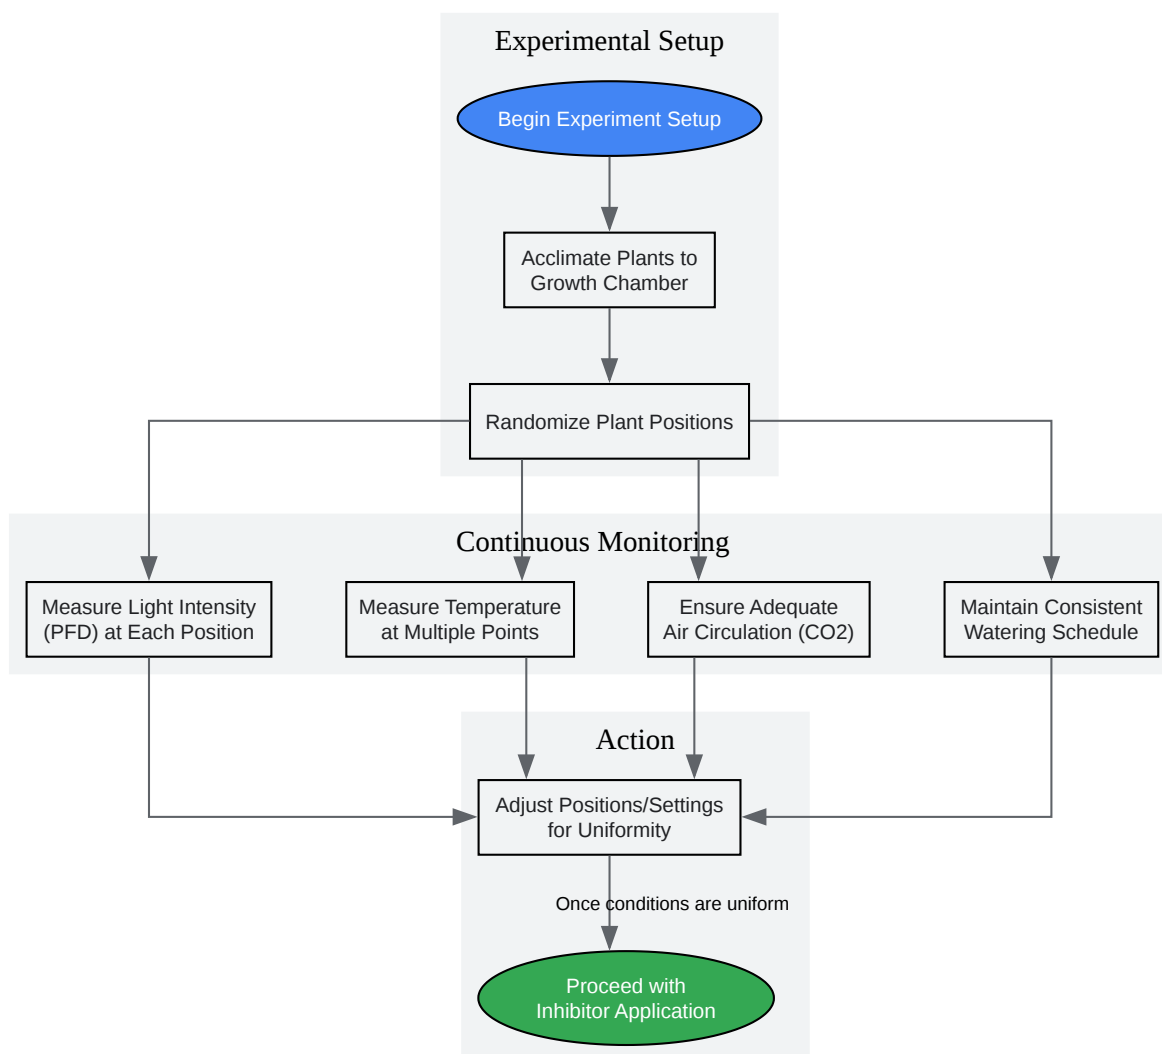 Experimental Setup
Begin Experiment Setup
Acclimate Plants to
Growth Chamber
Randomize Plant Positions
Continuous Monitoring
Measure Light Intensity
(PFD) at Each Position
Measure Temperature
at Multiple Points
Ensure Adequate
Air Circulation (CO2)
Maintain Consistent
Watering Schedule
Action
Adjust Positions/Settings
for Uniformity
Once conditions are uniform
Proceed with
Inhibitor Application